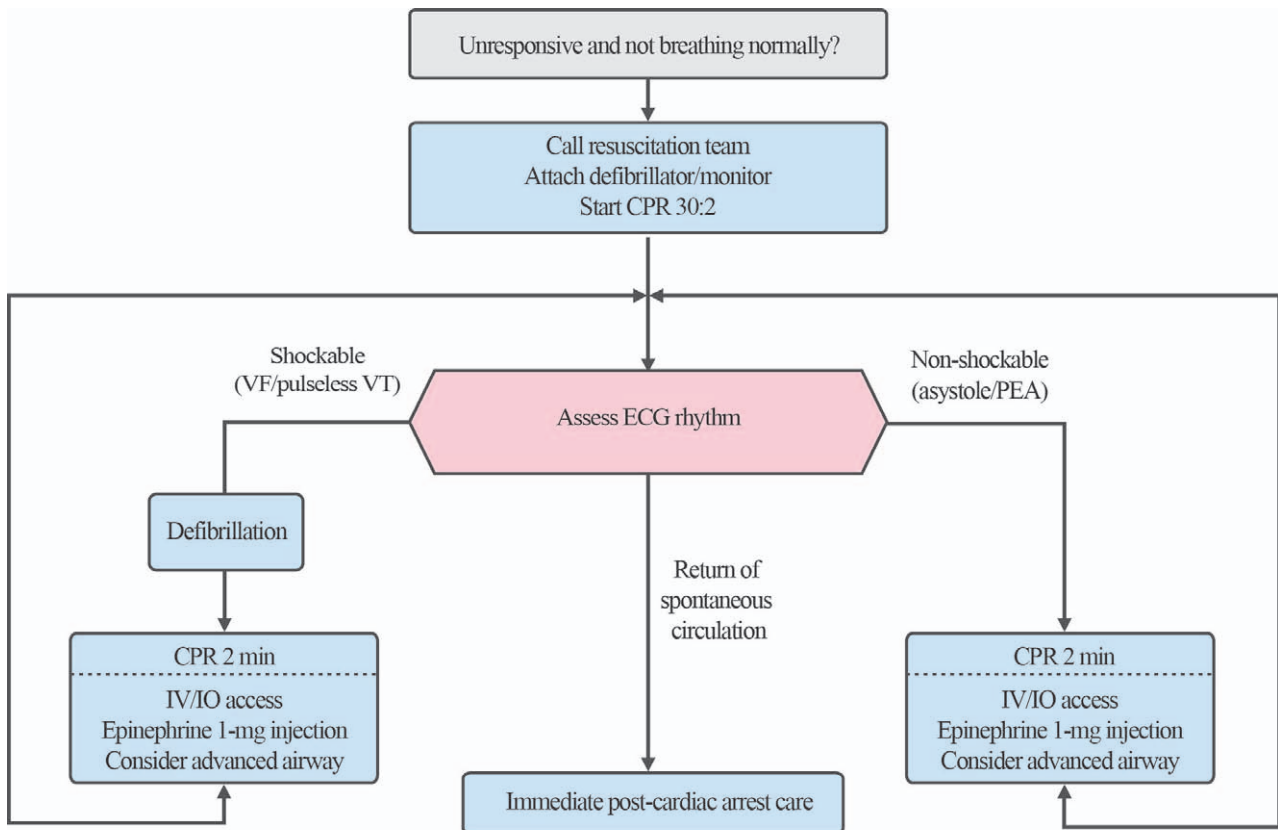 Unresponsive and not breathing normally?
Call resuscitation team
Attach defibrillator/monitor
Start CPR 30:2
Shockable
(VF/pulseless VT)
Assess ECG rhythm
Non-shockable
(asystole/PEA)
Defibrillation
Return of
spontaneous
circulation
CPR 2 min
IV/IO access
Epinephrine 1-mg injection
Consider advanced airway
CPR 2 min
IV/IO access
Epinephrine 1-mg injection
Consider advanced airway
Immediate post-cardiac arrest care